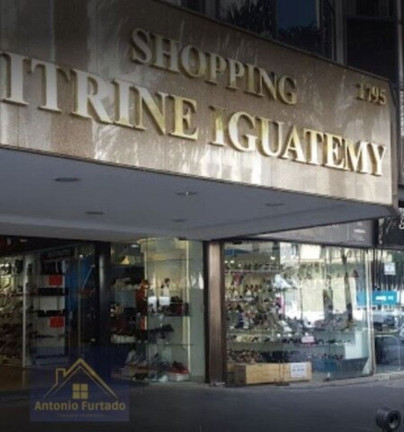 SHOPPING
1795
ITRINE IGUATEMY
Antonio Furtado